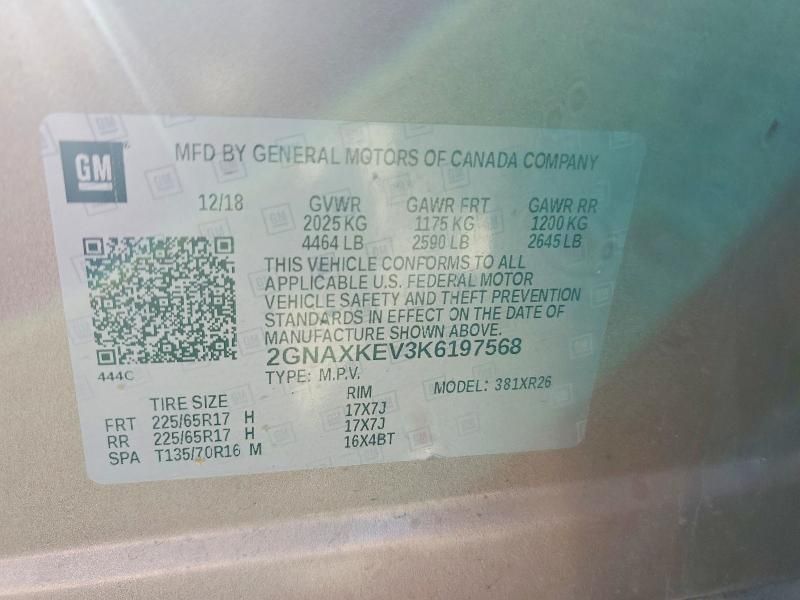 GM
MFD BY GENERAL MOTORS OF CANADA COMPANY
12/18 GVWR GAWR FRT GAWR RR
2025 KG 1175 KG 1200 KG
4464 LB 2590 LB 2645 LB
THIS VEHICLE CONFORMS TO ALL
APPLICABLE U.S. FEDERAL MOTOR
VEHICLE SAFETY AND THEFT PREVENTION
STANDARDS IN EFFECT ON THE DATE OF
MANUFACTURE SHOWN ABOVE.
2GNAXKEV3K6197568
444C
TYPE: M.P.V. MODEL: 381XR26
TIRE SIZE RIM
FRT 225/65R17 H 17X7J
RR 225/65R17 H 17X7J
SPA T135/70R16 M 16X4BT